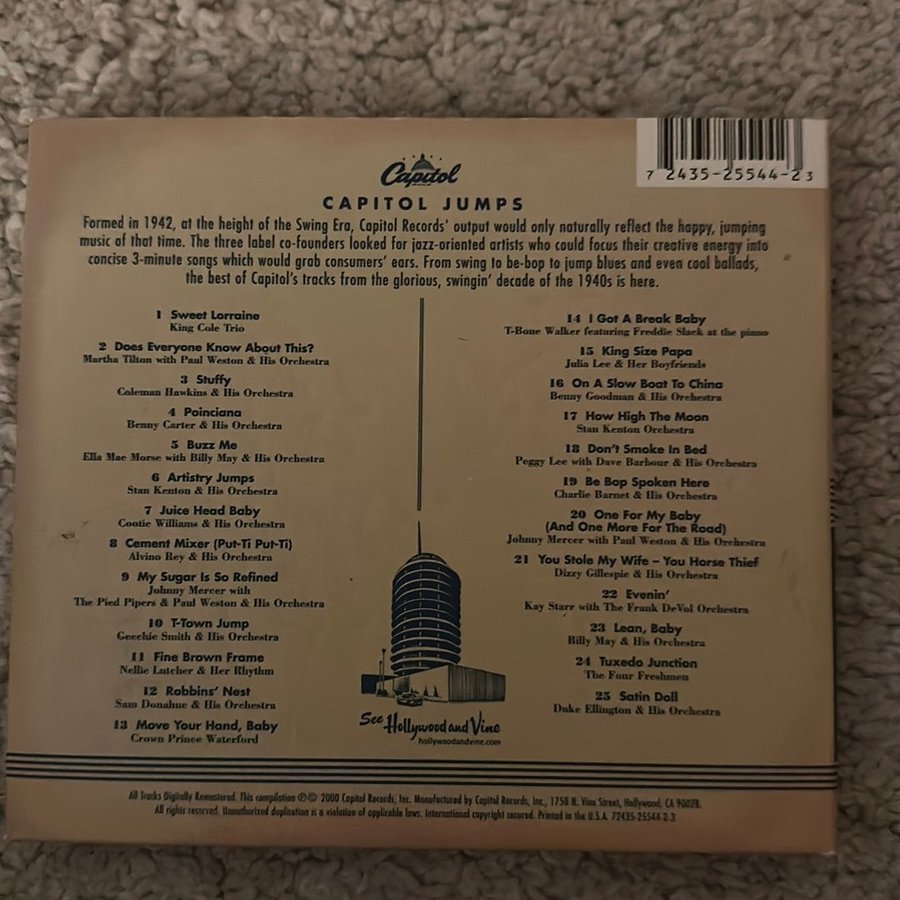 Capitol
7 2435-25544-2 3
CAPITOL JUMPS
Formed in 1942, at the height of the Swing Era, Capitol Records' output would only naturally reflect the happy, jumping
music of that time. The three label co-founders looked for jazz-oriented artists who could focus their creative energy into
concise 3-minute songs which would grab consumers' ears. From swing to be-bop to jump blues and even cool ballads,
the best of Capitol's tracks from the glorious, swingin' decade of the 1940s is here.
1 Sweet Lorraine
King Cole Trio
2 Does Everyone Know About This?
Martha Tilton with Paul Weston & His Orchestra
3 Stuffy
Coleman Hawkins & His Orchestra
4 Poinciana
Benny Carter & His Orchestra
5 Buzz Me
Ella Mae Morse with Billy May & His Orchestra
6 Artistry Jumps
Stan Kenton & His Orchestra
7 Juice Head Baby
Cootie Williams & His Orchestra
8 Cement Mixer (Put-Ti Put-Ti)
Alvino Rey & His Orchestra
9 My Sugar Is So Refined
Johnny Mercer with
The Pied Pipers & Paul Weston & His Orchestra
10 T-Town Jump
Geechie Smith & His Orchestra
11 Fine Brown Frame
Nellie Lutcher & Her Rhythm
12 Robbins' Nest
Sam Donahue & His Orchestra
13 Move Your Hand, Baby
Crown Prince Waterford
14 I Got A Break Baby
T-Bone Walker featuring Freddie Slack at the piano
15 King Size Papa
Julia Lee & Her Boyfriends
16 On A Slow Boat To China
Benny Goodman & His Orchestra
17 How High The Moon
Stan Kenton Orchestra
18 Don't Smoke In Bed
Peggy Lee with Dave Barbour & His Orchestra
19 Be Bop Spoken Here
Charlie Barnet & His Orchestra
20 One For My Baby
(And One More For The Road)
Johnny Mercer with Paul Weston & His Orchestra
21 You Stole My Wife – You Horse Thief
Dizzy Gillespie & His Orchestra
22 Evenin'
Kay Starr with The Frank DeVol Orchestra
23 Lean, Baby
Billy May & His Orchestra
24 Tuxedo Junction
The Four Freshmen
25 Satin Doll
Duke Ellington & His Orchestra
See Hollywood and Vine
hollywoodandvine.com
All Tracks Digitally Remastered. This compilation ℗© 2000 Capitol Records, Inc. Manufactured by Capitol Records, Inc., 1750 N. Vine Street, Hollywood, CA 90028.
All rights reserved. Unauthorized duplication is a violation of applicable laws. International copyright secured. Printed in the U.S.A. 72435-25544 2-3